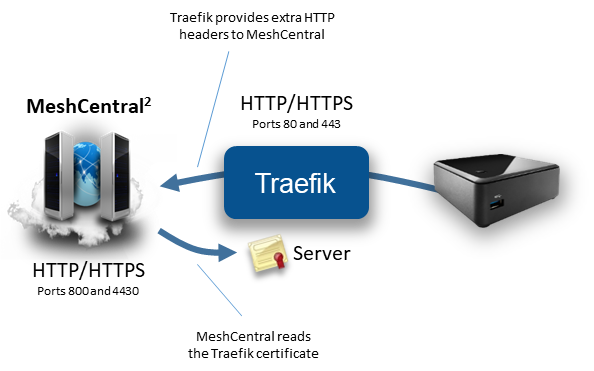 Traefik provides extra HTTP
headers to MeshCentral
MeshCentral²
HTTP/HTTPS
Ports 80 and 443
Traefik
Server
HTTP/HTTPS
Ports 800 and 4430
MeshCentral reads
the Traefik certificate